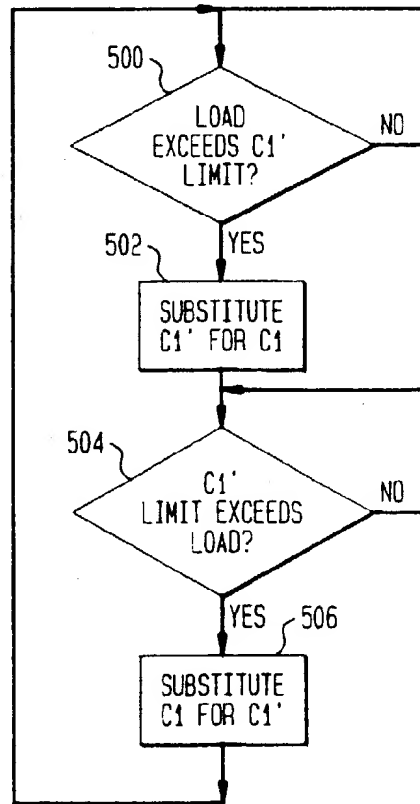 500
LOAD
EXCEEDS C1'
LIMIT?
NO
YES
502
SUBSTITUTE
C1' FOR C1
504
C1'
LIMIT EXCEEDS
LOAD?
NO
YES
506
SUBSTITUTE
C1 FOR C1'